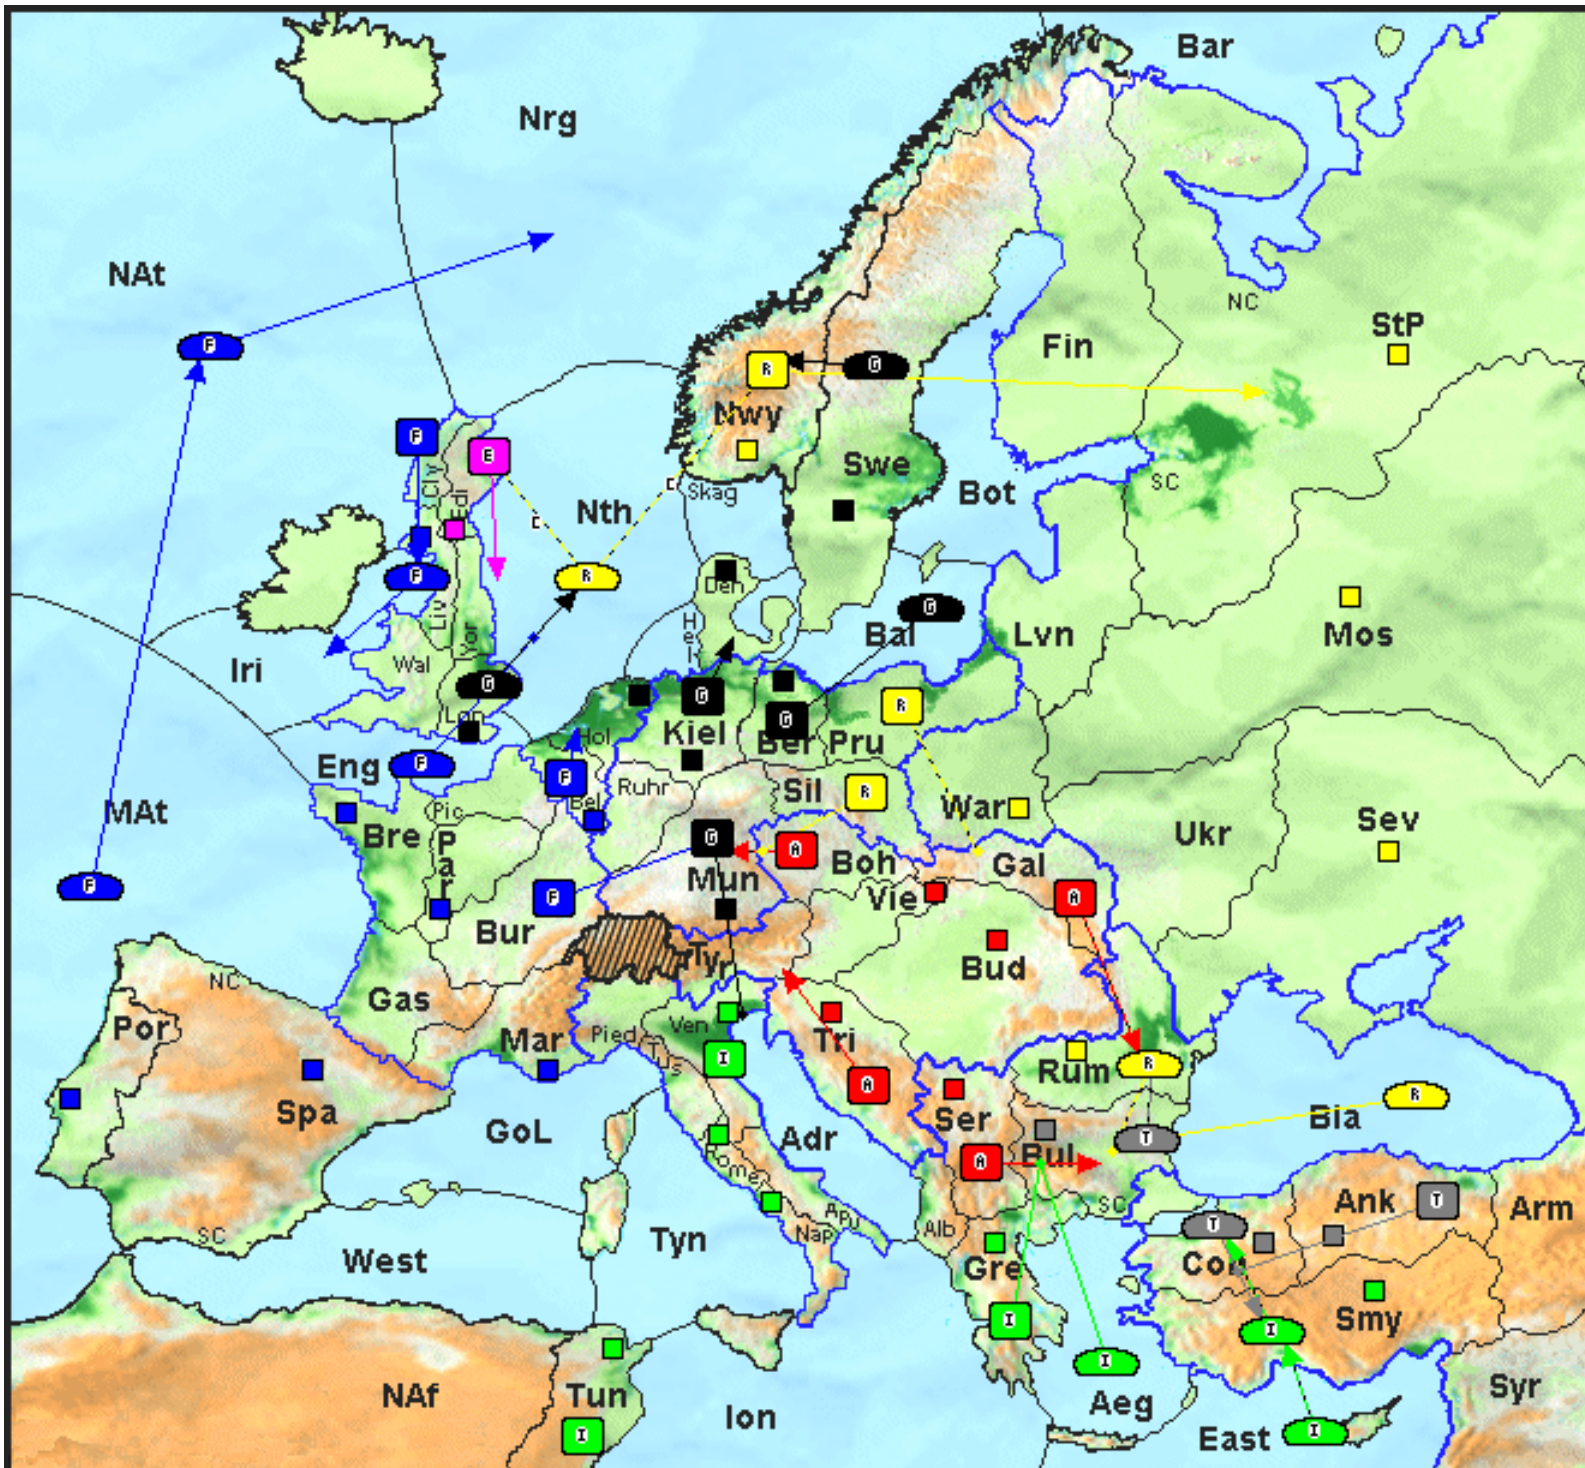 Bar
Nrg
NAt
NC
StP
F
Fin
R
G
Nwy
F
E
Cly
Edi
Swe
SC
Skag
Bot
Nth
C
C
F
R
Den
G
Mos
Hel
Bal
Lvn
Liv
Yor
Iri
Wal
G
G
R
Lon
G
Hol
Kiel
Ber
Pru
Eng
F
F
Ruhr
Sil
R
MAt
Pic
Bel
War
Sev
Bre
Ukr
Par
G
A
Boh
Gal
Mun
F
Vie
A
F
Bur
Bud
Tyr
NC
Gas
Por
Ven
Mar
Pied
Tri
Tus
I
Rum
R
A
R
Spa
Ser
Bia
GoL
Adr
T
Rome
A
Bul
Ank
T
SC
Arm
Apu
SC
Tyn
Nap
Alb
T
West
Gre
Con
I
I
Smy
I
NAf
Tun
Syr
Ion
Aeg
I
East
I